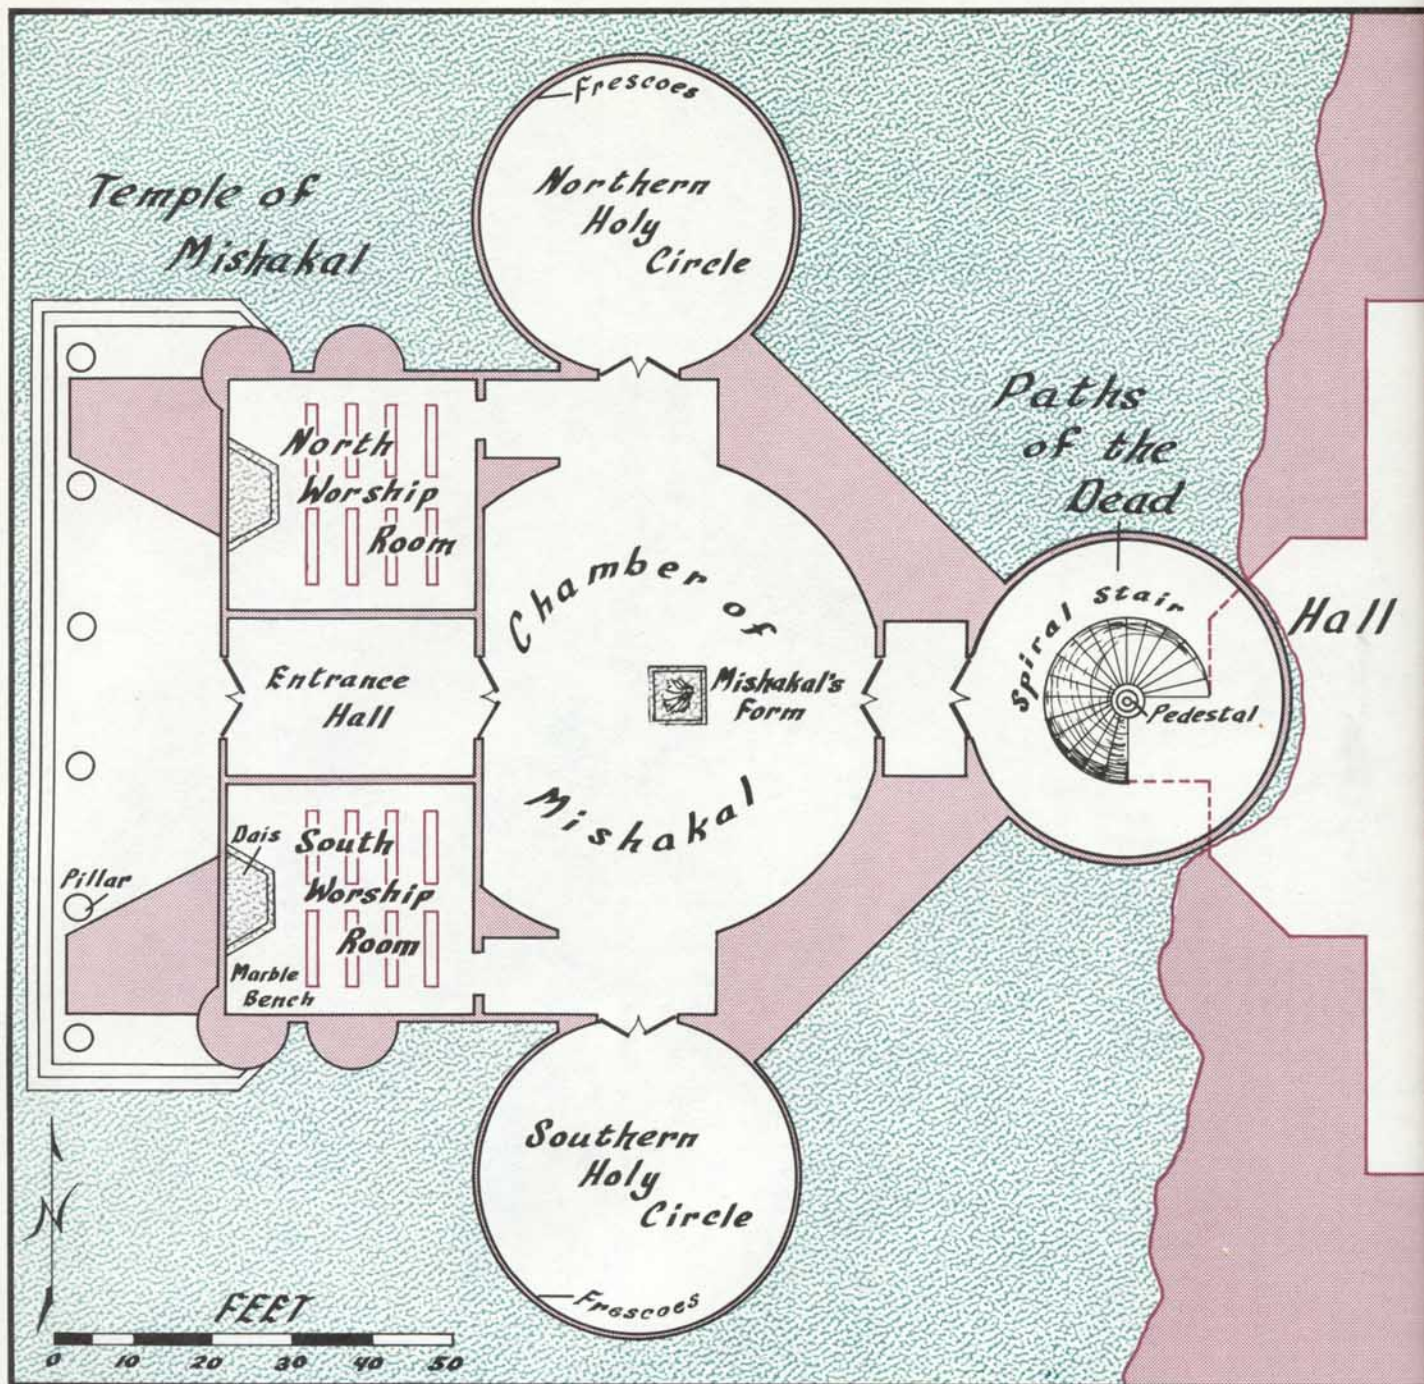 Frescoes
Northern
Holy
Circle
Temple of
Mishakal
Paths
of the
Dead
North
Worship
Room
Chamber of
Mishakal
Spiral Stair
Hall
Entrance
Hall
Mishakal's
Form
Pedestal
Dais
South
Worship
Room
Pillar
Marble
Bench
Southern
Holy
Circle
Frescoes
N
FEET
0 10 20 30 40 50